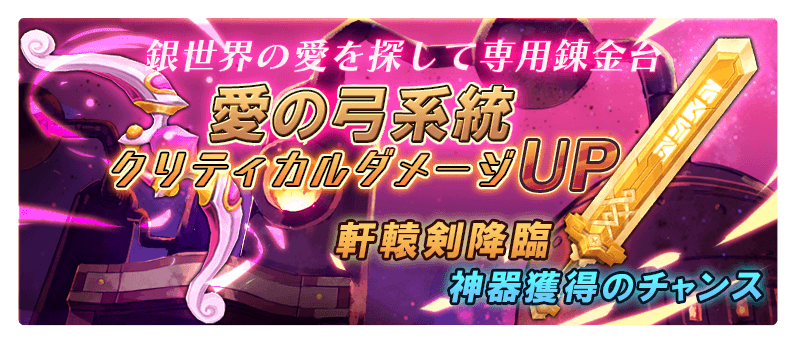 銀世界の愛を探して専用錬金台
愛の弓系統
クリティカルダメージUP
軒轅剣降臨
神器獲得のチャンス